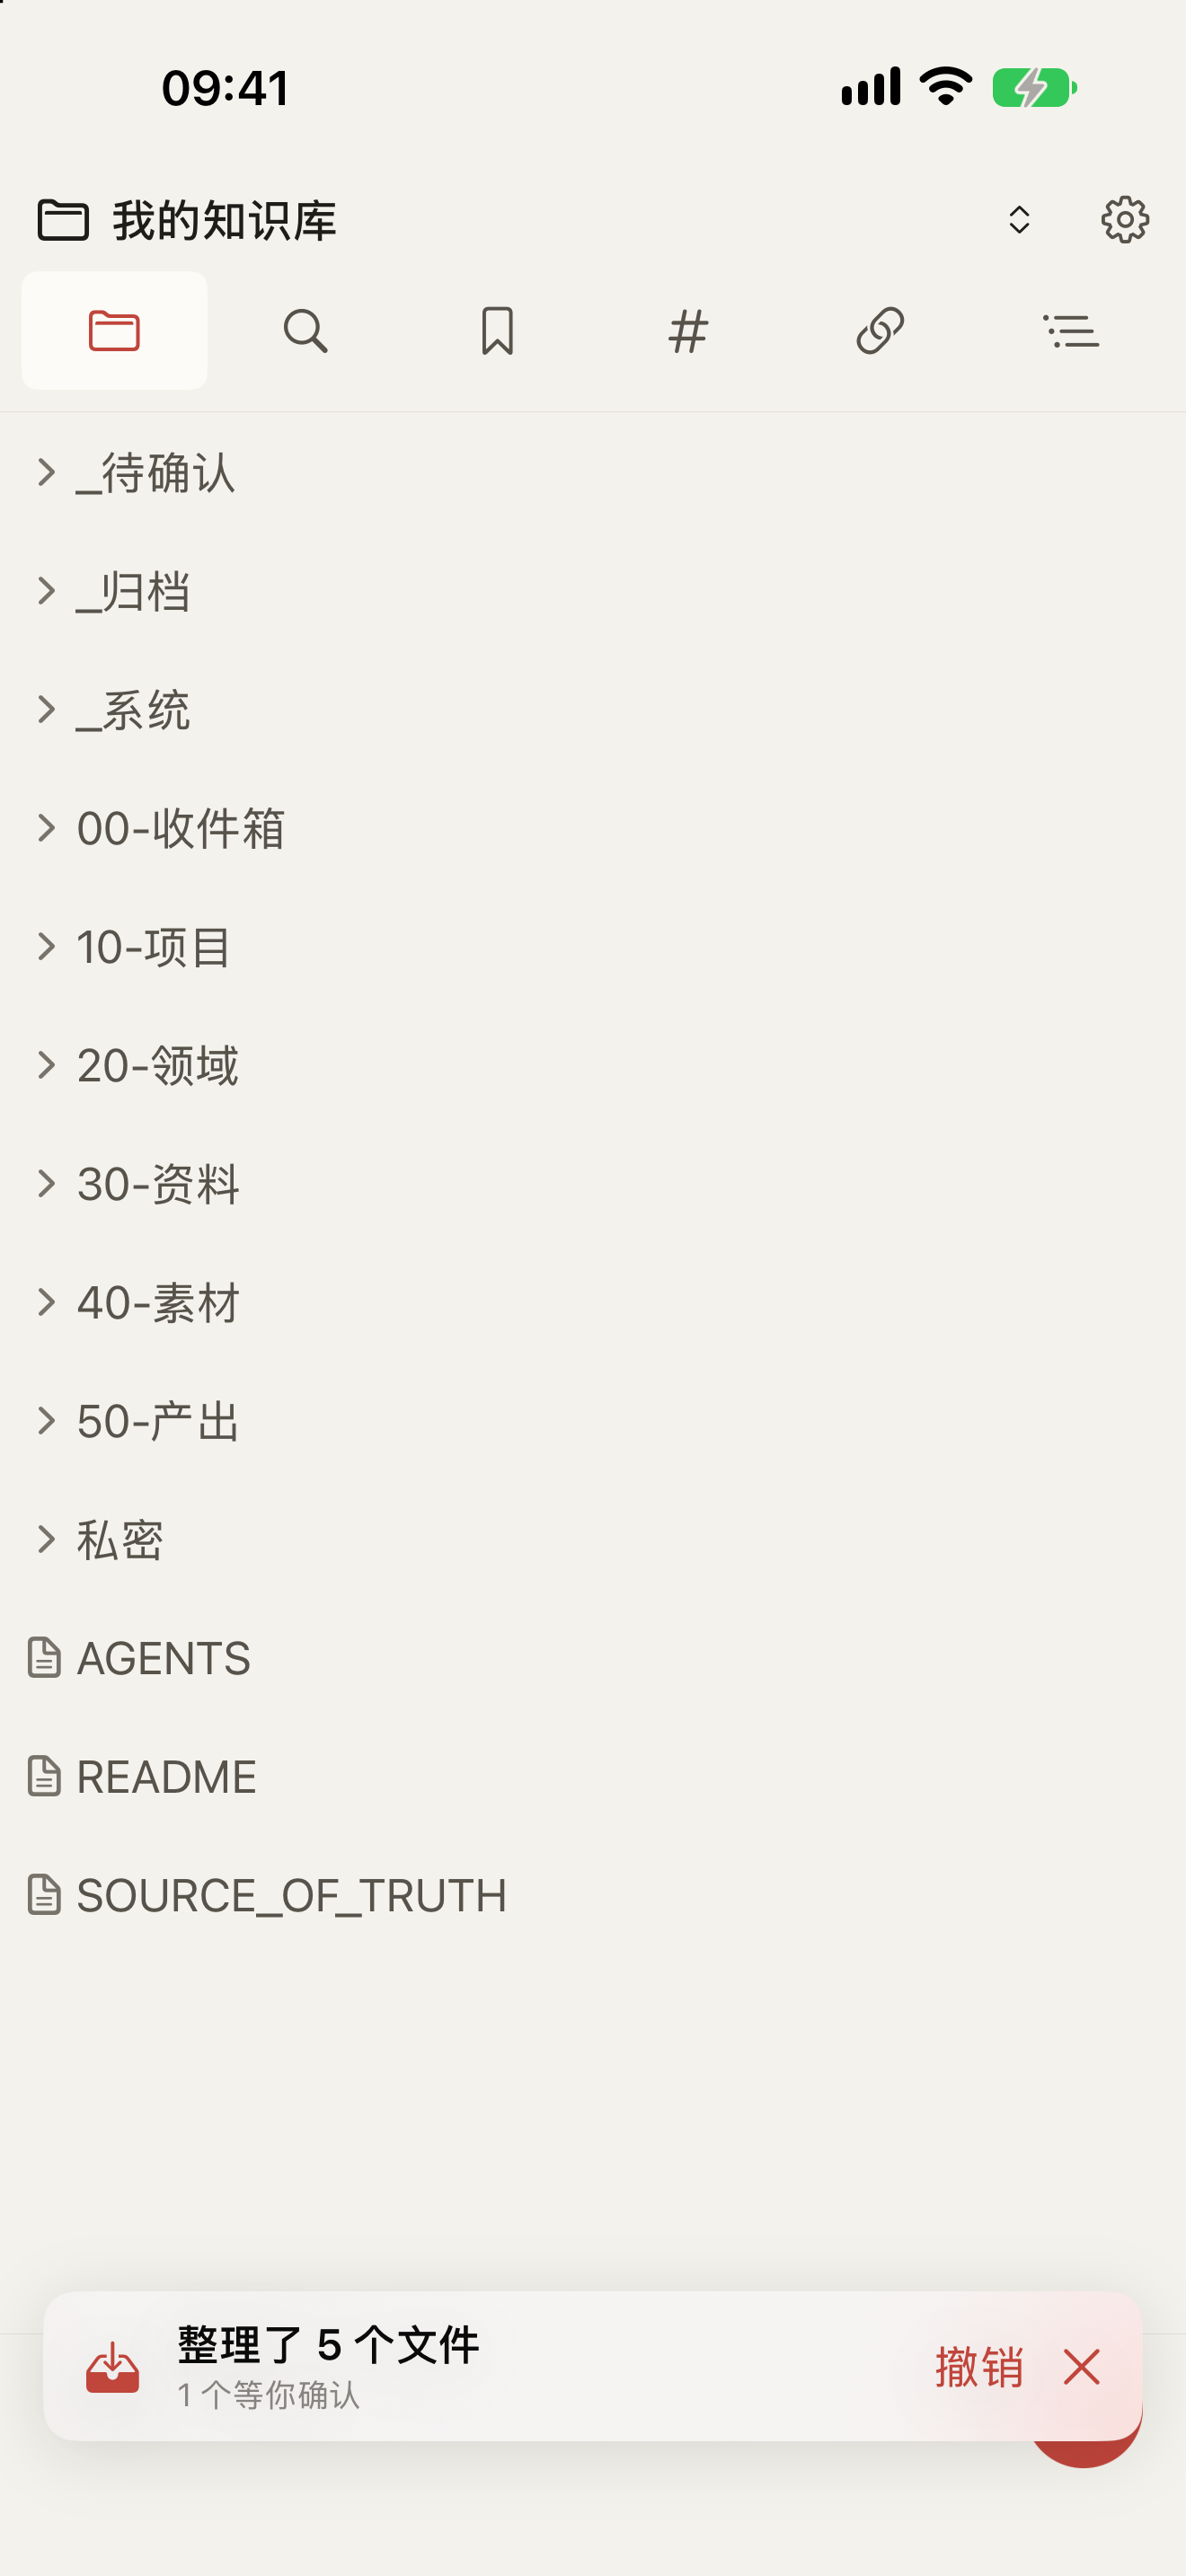 09:41
我的知识库
_待确认
_归档
_系统
00-收件箱
10-项目
20-领域
30-资料
40-素材
50-产出
私密
AGENTS
README
SOURCE_OF_TRUTH
整理了 5 个文件
1 个等你确认
撤销